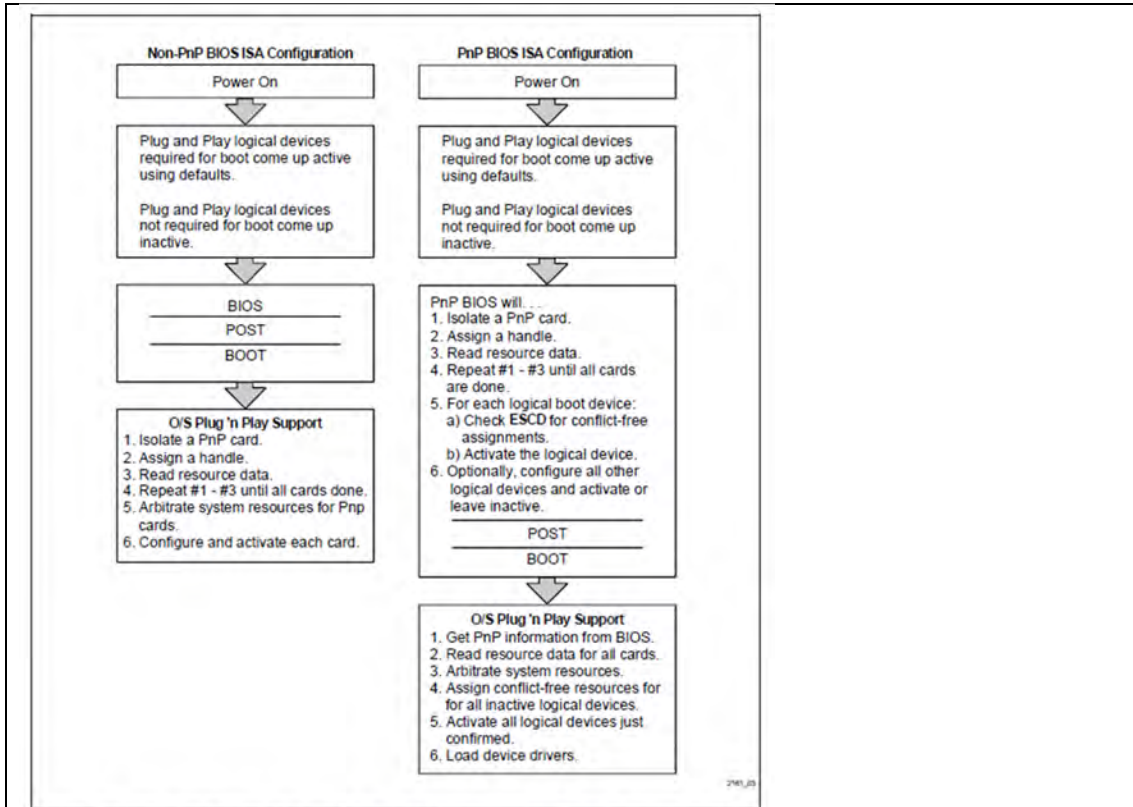 Non-PnP BIOS ISA Configuration
Power On
Plug and Play logical devices
required for boot come up active
using defaults.
Plug and Play logical devices
not required for boot come up
inactive.
BIOS
POST
BOOT
O/S Plug 'n Play Support
1. Isolate a PnP card.
2. Assign a handle.
3. Read resource data.
4. Repeat #1 - #3 until all cards done.
5. Arbitrate system resources for Pnp
cards.
6. Configure and activate each card.
PnP BIOS ISA Configuration
Power On
Plug and Play logical devices
required for boot come up active
using defaults.
Plug and Play logical devices
not required for boot come up
inactive.
PnP BIOS will. . .
1. Isolate a PnP card.
2. Assign a handle.
3. Read resource data.
4. Repeat #1 - #3 until all cards
are done.
5. For each logical boot device:
a) Check ESCD for conflict-free
assignments.
b) Activate the logical device.
6. Optionally, configure all other
logical devices and activate or
leave inactive.
POST
BOOT
O/S Plug 'n Play Support
1. Get PnP information from BIOS.
2. Read resource data for all cards.
3. Arbitrate system resources.
4. Assign conflict-free resources for
for all inactive logical devices.
5. Activate all logical devices just
confirmed.
6. Load device drivers.